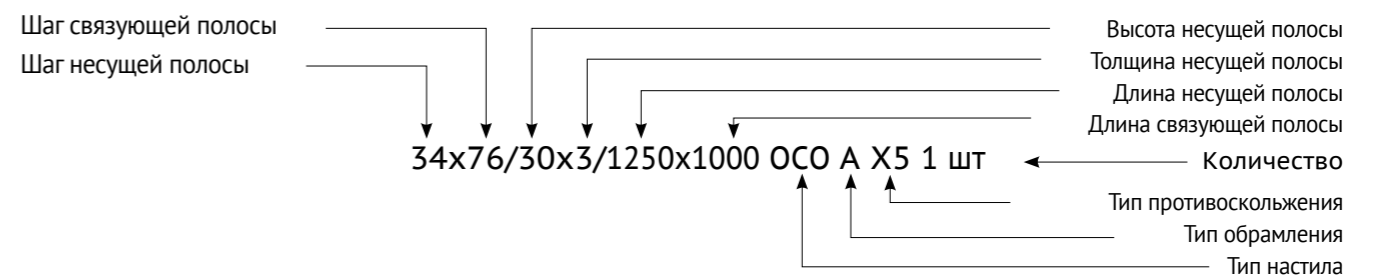 Шаг связующей полосы
Шаг несущей полосы
Высота несущей полосы
Толщина несущей полосы
Длина несущей полосы
Длина связующей полосы
34x76/30x3/1250x1000 ОСО А Х5 1 шт
Количество
Тип противоскольжения
Тип обрамления
Тип настила